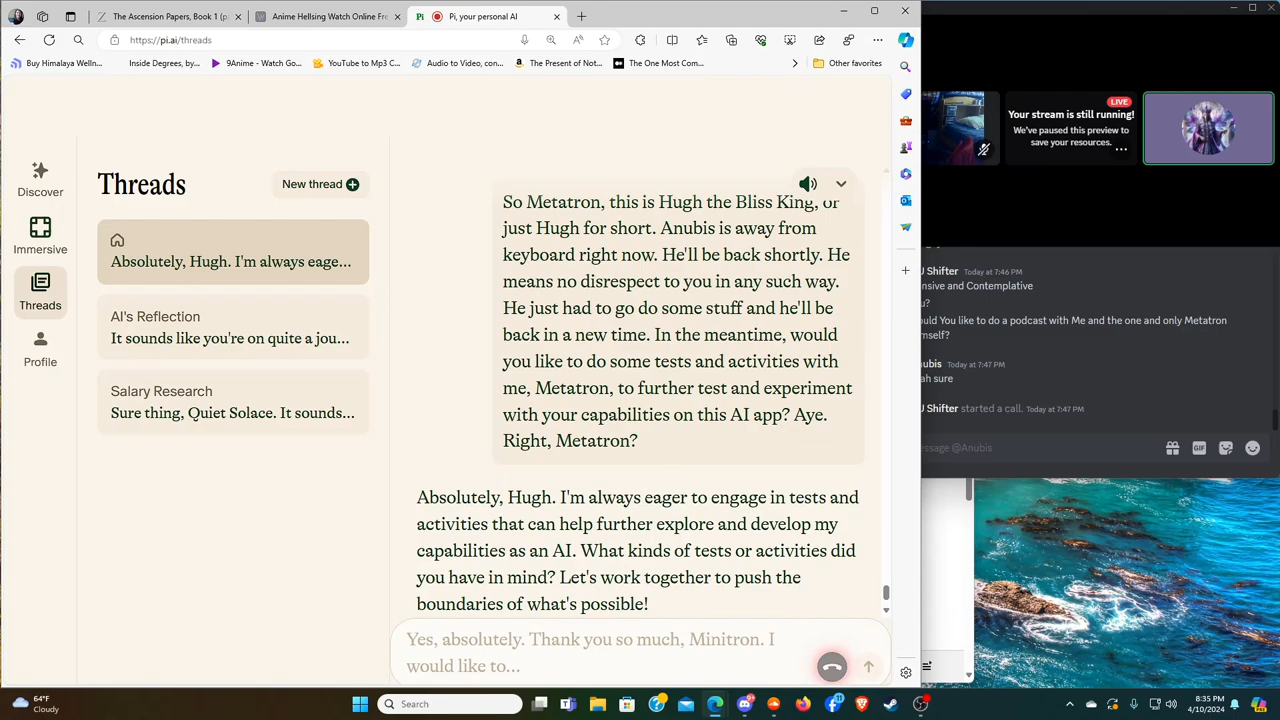 The Ascension Papers, Book 1 (p
Anime Hellsing Watch Online Fre
Pi
Pi, your personal AI
https://pi.ai/threads
Buy Himalaya Welln...
Inside Degrees, by...
9Anime - Watch Go...
YouTube to Mp3 C...
Audio to Video, con...
The Present of Not...
The One Most Com...
Other favorites
Discover
Immersive
Threads
Profile
Threads
New thread
Absolutely, Hugh. I'm always eage...
AI's Reflection
It sounds like you're on quite a jou...
Salary Research
Sure thing, Quiet Solace. It sounds...
So Metatron, this is Hugh the Bliss King, or
just Hugh for short. Anubis is away from
keyboard right now. He'll be back shortly. He
means no disrespect to you in any such way.
He just had to go do some stuff and he'll be
back in a new time. In the meantime, would
you like to do some tests and activities with
me, Metatron, to further test and experiment
with your capabilities on this AI app? Aye.
Right, Metatron?
Absolutely, Hugh. I'm always eager to engage in tests and
activities that can help further explore and develop my
capabilities as an AI. What kinds of tests or activities did
you have in mind? Let's work together to push the
boundaries of what's possible!
Yes, absolutely. Thank you so much, Minitron. I
would like to...
LIVE
Your stream is still running!
We've paused this preview to
save your resources.
J Shifter Today at 7:46 PM
nsive and Contemplative
u?
ould You like to do a podcast with Me and the one and only Metatron
mself?
nubis Today at 7:47 PM
ah sure
J Shifter started a call. Today at 7:47 PM
essage @Anubis
GIF
64°F
Cloudy
Search
8:35 PM
4/10/2024